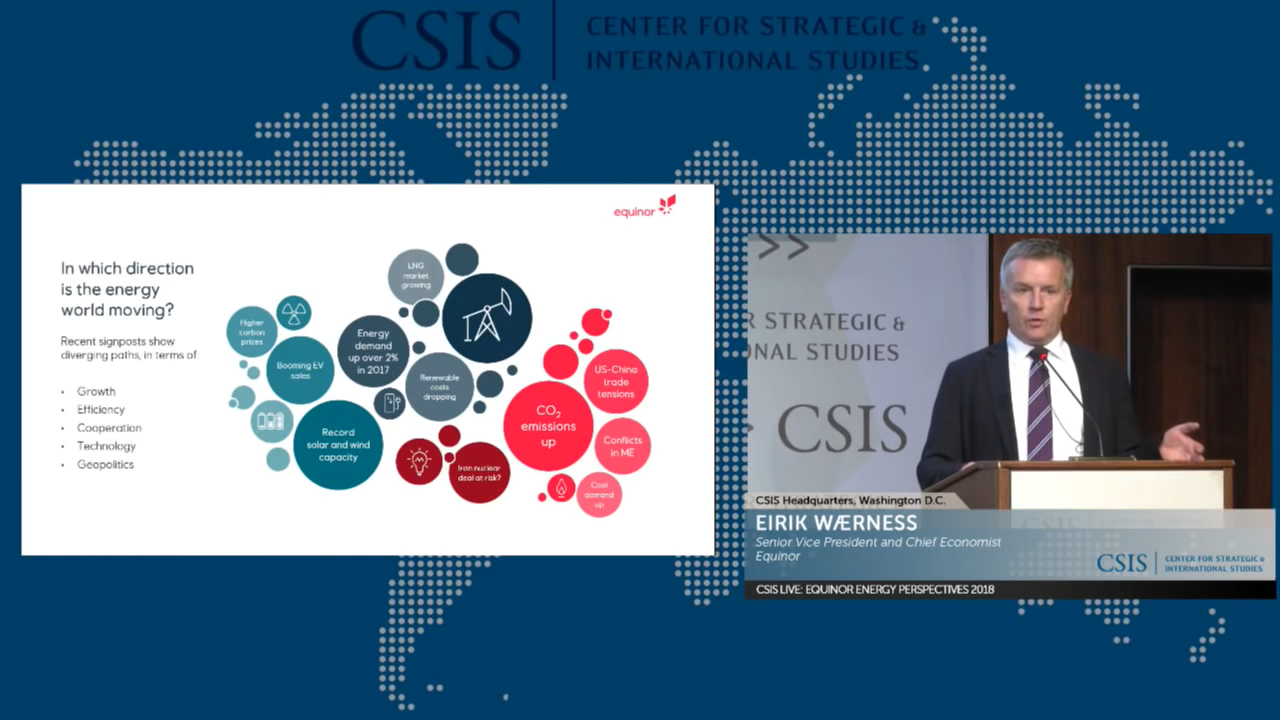 CSIS
CENTER FOR STRATEGIC &
INTERNATIONAL STUDIES
equinor
In which direction
is the energy
world moving?
Recent signposts show
diverging paths, in terms of:
• Growth
• Efficiency
• Cooperation
• Technology
• Geopolitics
Higher
carbon
prices
Booming EV
sales
Record
solar and wind
capacity
LNG
market
growing
Energy
demand
up over 2%
in 2017
Renewable
costs
dropping
Iran nuclear
deal at risk?
CO₂
emissions
up
US-China
trade
tensions
Conflicts
in ME
Coal
demand
up
>>
R STRATEGIC &
ONAL STUDIES
CSIS
CSIS Headquarters, Washington D.C.
EIRIK WÆRNESS
Senior Vice President and Chief Economist
Equinor
CSIS
CENTER FOR STRATEGIC &
INTERNATIONAL STUDIES
CSIS LIVE: EQUINOR ENERGY PERSPECTIVES 2018